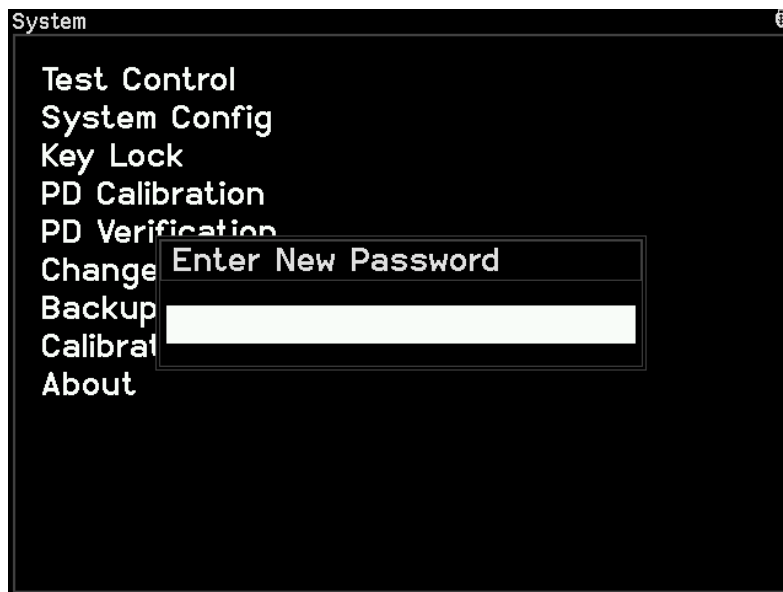 System
Test Control
System Config
Key Lock
PD Calibration
PD Verification
Change
Enter New Password
Backup
Calibrat
About